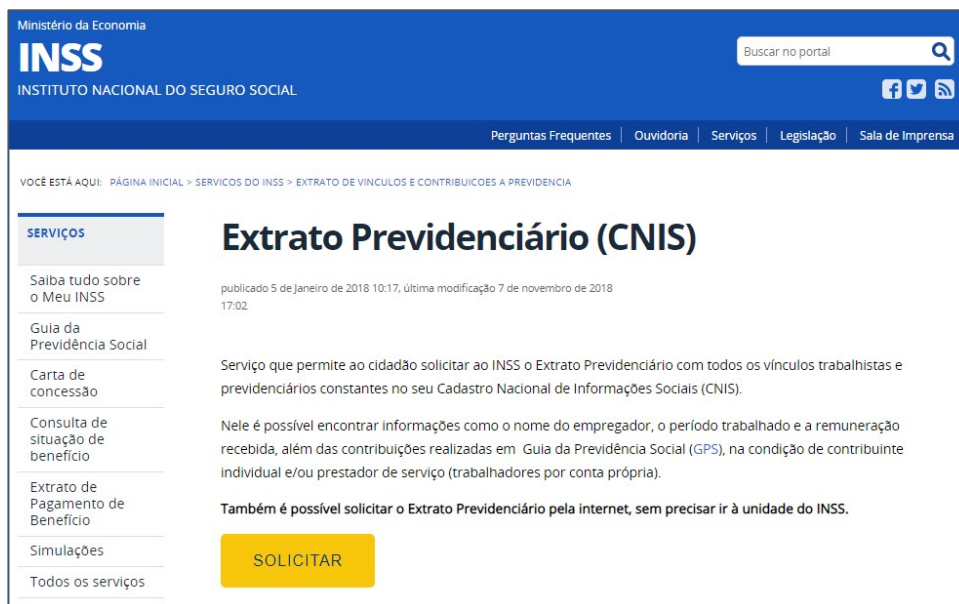 Ministério da Economia
INSS
INSTITUTO NACIONAL DO SEGURO SOCIAL
Buscar no portal
Perguntas Frequentes | Ouvidoria | Serviços | Legislação | Sala de Imprensa
VOCÊ ESTÁ AQUI: PÁGINA INICIAL > SERVICOS DO INSS > EXTRATO DE VINCULOS E CONTRIBUICOES A PREVIDENCIA
SERVIÇOS
Saiba tudo sobre
o Meu INSS
Guia da
Previdência Social
Carta de
concessão
Consulta de
situação de
benefício
Extrato de
Pagamento de
Benefício
Simulações
Todos os serviços
Extrato Previdenciário (CNIS)
publicado 5 de Janeiro de 2018 10:17, última modificação 7 de novembro de 2018
17:02
Serviço que permite ao cidadão solicitar ao INSS o Extrato Previdenciário com todos os vínculos trabalhistas e
previdenciários constantes no seu Cadastro Nacional de Informações Sociais (CNIS).
Nele é possível encontrar informações como o nome do empregador, o período trabalhado e a remuneração
recebida, além das contribuições realizadas em Guia da Previdência Social (GPS), na condição de contribuinte
individual e/ou prestador de serviço (trabalhadores por conta própria).
Também é possível solicitar o Extrato Previdenciário pela internet, sem precisar ir à unidade do INSS.
SOLICITAR